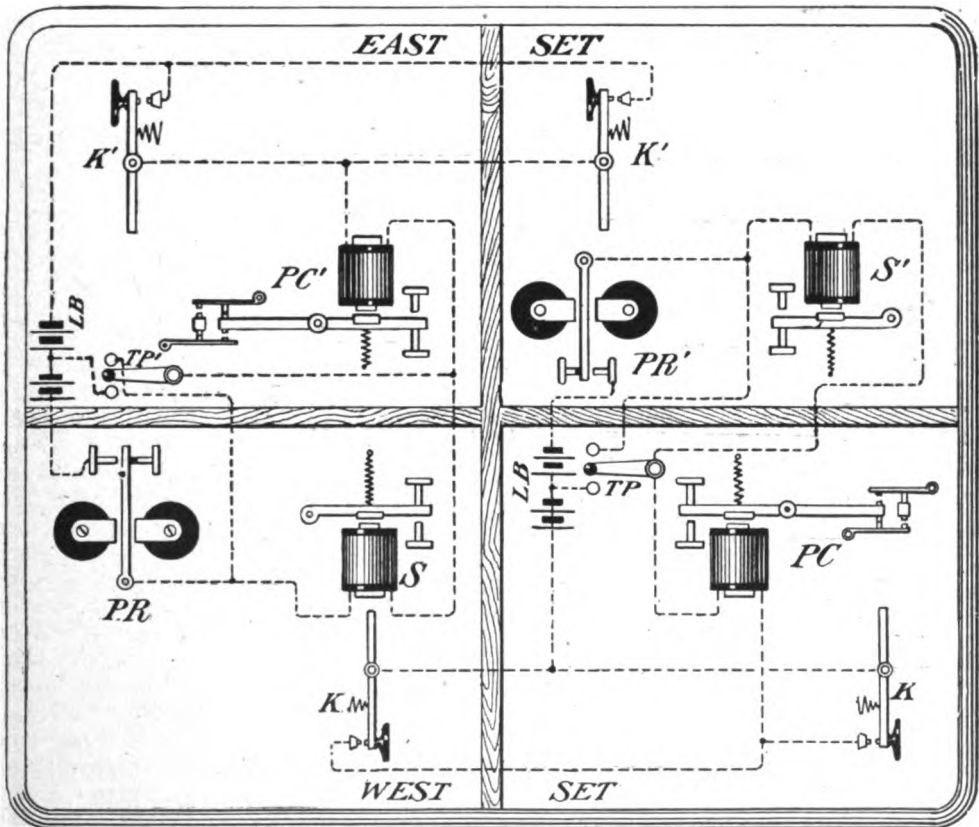 EAST SET
K' K'
PC' S'
LB TP' PR'
LB TP
PC
PR S
K K
WEST SET